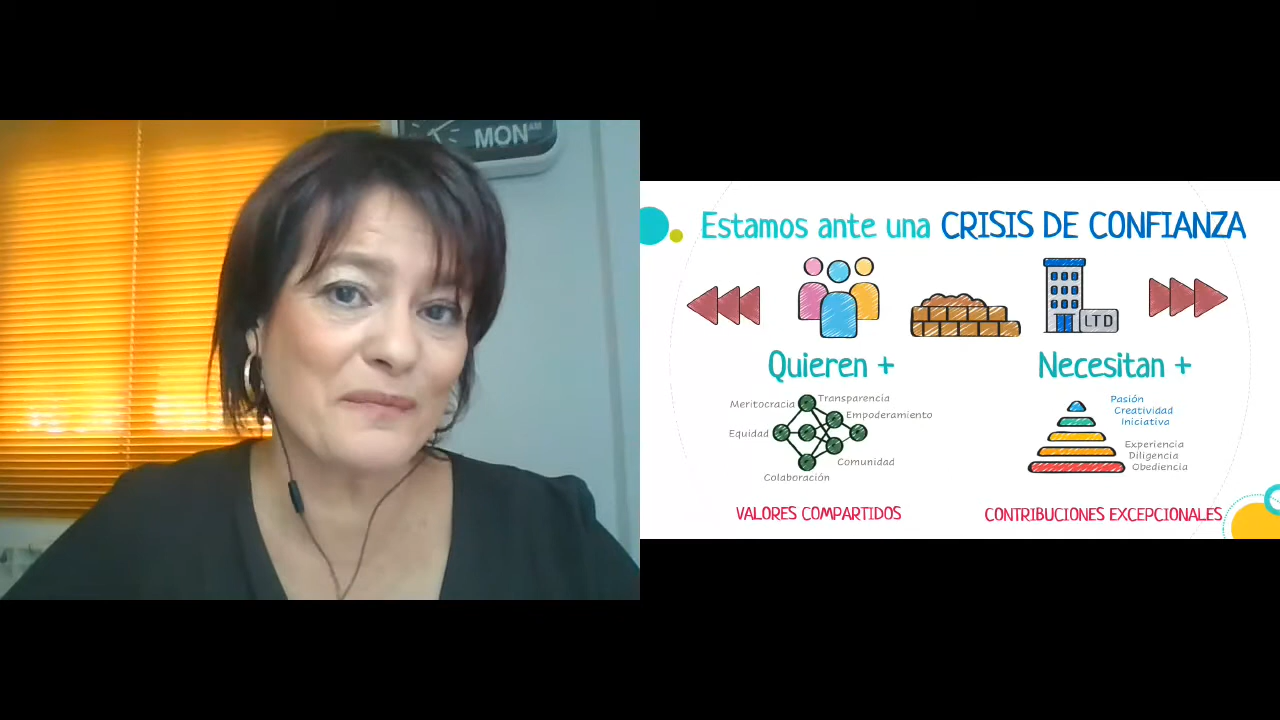 MON
AM
Estamos ante una CRISIS DE CONFIANZA
LTD
Quieren +
Necesitan +
Meritocracia
Transparencia
Empoderamiento
Equidad
Comunidad
Colaboración
Pasión
Creatividad
Iniciativa
Experiencia
Diligencia
Obediencia
VALORES COMPARTIDOS
CONTRIBUCIONES EXCEPCIONALES